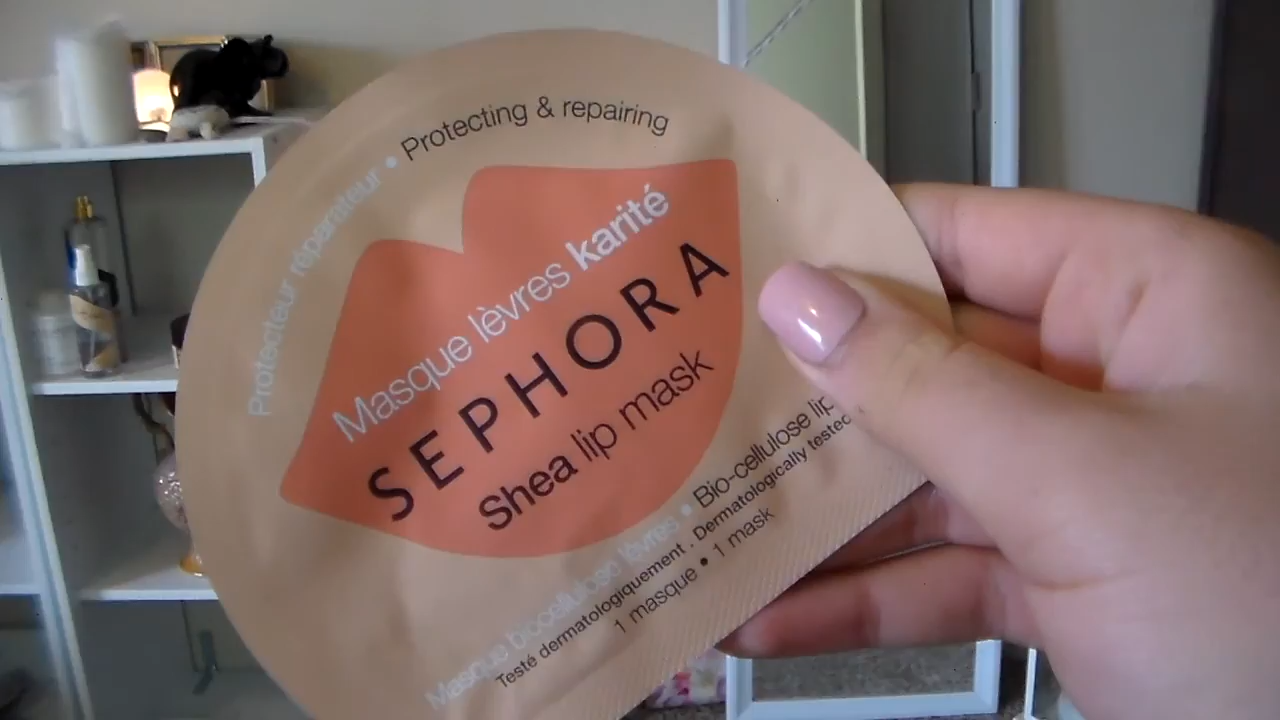 Protecteur réparateur • Protecting & repairing
Masque lèvres karité
SEPHORA
Shea lip mask
Masque biocellulose lèvres • Bio-cellulose lip
Testé dermatologiquement . Dermatologically tested
1 masque • 1 mask